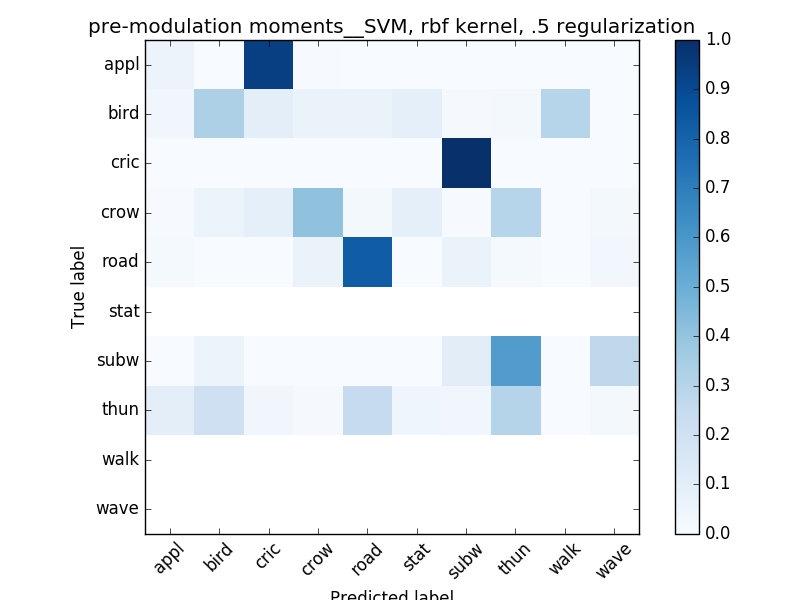 pre-modulation moments__SVM, rbf kernel, .5 regularization
True label
appl
bird
cric
crow
road
stat
subw
thun
walk
wave
appl bird cric crow road stat subw thun walk wave
Predicted label
1.0
0.9
0.8
0.7
0.6
0.5
0.4
0.3
0.2
0.1
0.0